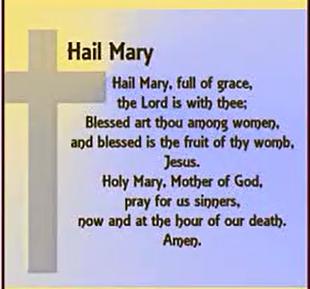 Hail Mary
Hail Mary, full of grace,
the Lord is with thee;
Blessed art thou among women,
and blessed is the fruit of thy womb,
Jesus.
Holy Mary, Mother of God,
pray for us sinners,
now and at the hour of our death.
Amen.